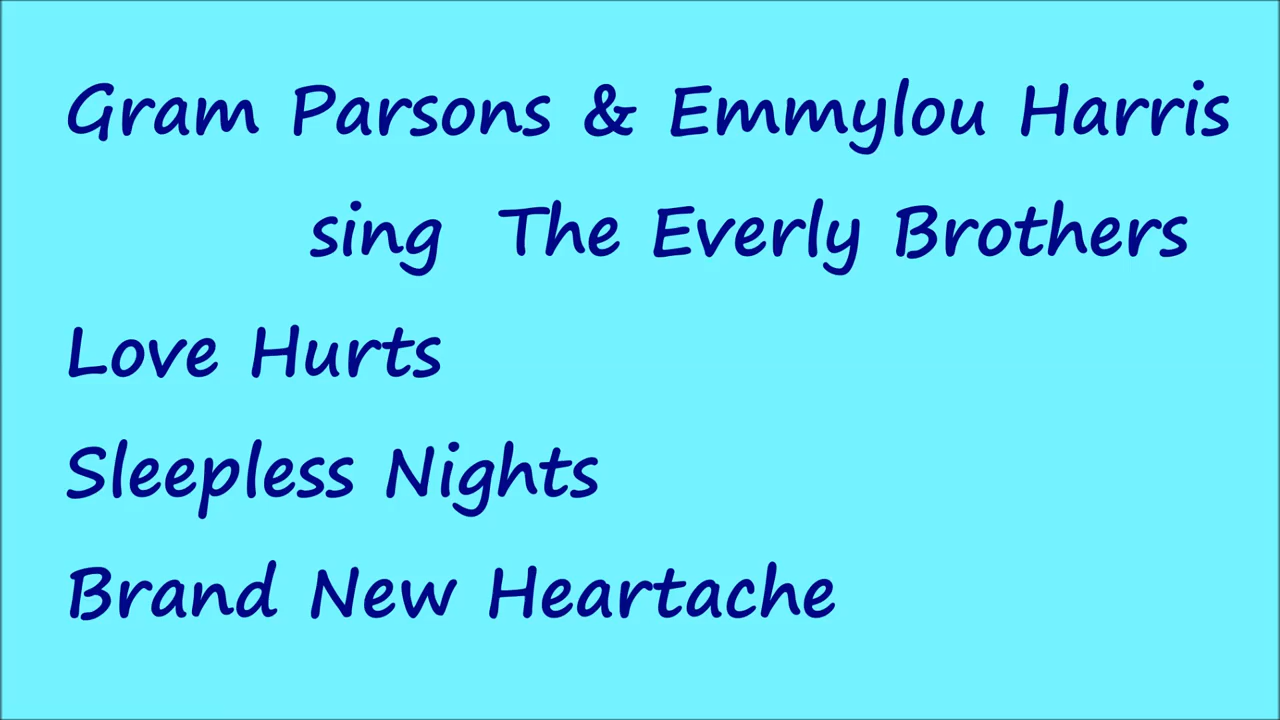 Gram Parsons & Emmylou Harris
sing The Everly Brothers
Love Hurts
Sleepless Nights
Brand New Heartache